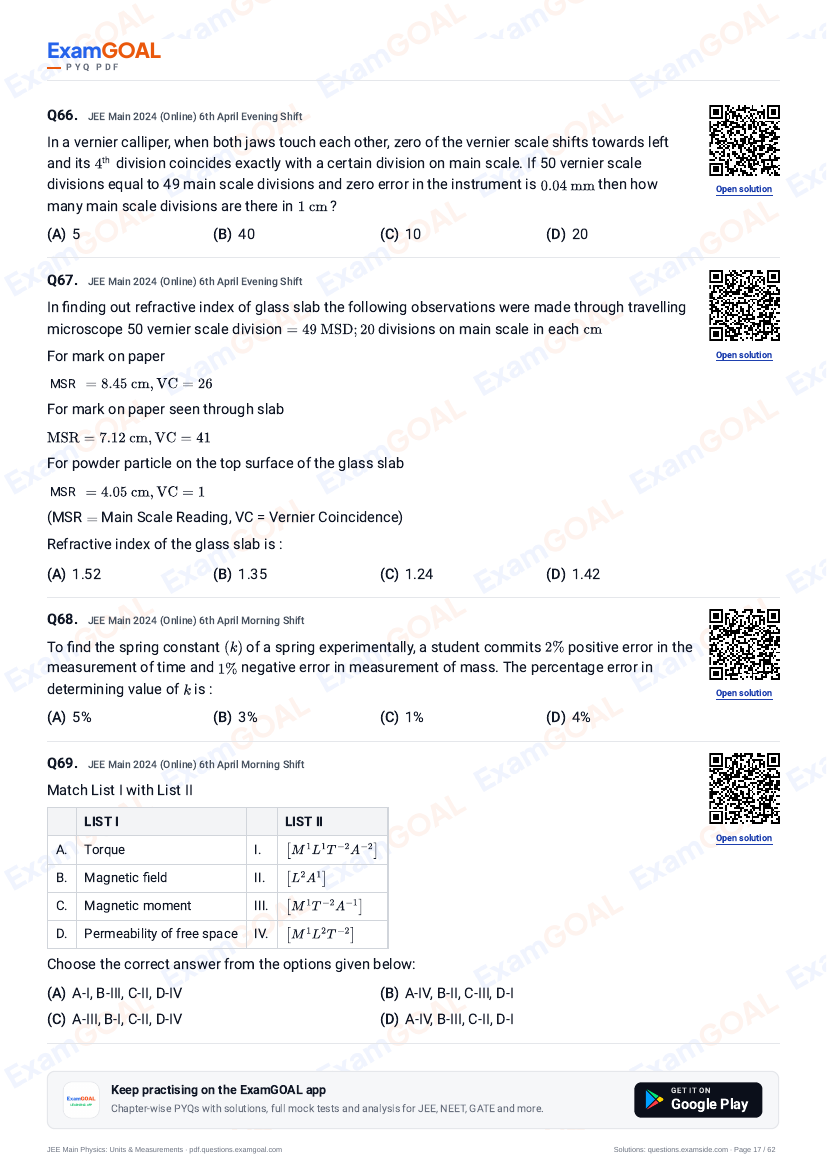 ExamGOAL
PYQ PDF
Q66. JEE Main 2024 (Online) 6th April Evening Shift
In a vernier calliper, when both jaws touch each other, zero of the vernier scale shifts towards left
and its 4th division coincides exactly with a certain division on main scale. If 50 vernier scale
divisions equal to 49 main scale divisions and zero error in the instrument is 0.04 mm then how
many main scale divisions are there in 1 cm?
(A) 5 (B) 40 (C) 10 (D) 20
Open solution
Q67. JEE Main 2024 (Online) 6th April Evening Shift
In finding out refractive index of glass slab the following observations were made through travelling
microscope 50 vernier scale division = 49 MSD; 20 divisions on main scale in each cm
For mark on paper
MSR = 8.45 cm, VC = 26
For mark on paper seen through slab
MSR = 7.12 cm, VC = 41
For powder particle on the top surface of the glass slab
MSR = 4.05 cm, VC = 1
(MSR = Main Scale Reading, VC = Vernier Coincidence)
Refractive index of the glass slab is :
(A) 1.52 (B) 1.35 (C) 1.24 (D) 1.42
Open solution
Q68. JEE Main 2024 (Online) 6th April Morning Shift
To find the spring constant (k) of a spring experimentally, a student commits 2% positive error in the
measurement of time and 1% negative error in measurement of mass. The percentage error in
determining value of k is :
(A) 5% (B) 3% (C) 1% (D) 4%
Open solution
Q69. JEE Main 2024 (Online) 6th April Morning Shift
Match List I with List II
LIST I LIST II
A. Torque I. [M¹L¹T⁻²A⁻²]
B. Magnetic field II. [L²A¹]
C. Magnetic moment III. [M¹T⁻²A⁻¹]
D. Permeability of free space IV. [M¹L²T⁻²]
Choose the correct answer from the options given below:
(A) A-I, B-III, C-II, D-IV (B) A-IV, B-II, C-III, D-I
(C) A-III, B-I, C-II, D-IV (D) A-IV, B-III, C-II, D-I
Open solution
ExamGOAL
Keep practising on the ExamGOAL app
Chapter-wise PYQs with solutions, full mock tests and analysis for JEE, NEET, GATE and more.
GET IT ON
Google Play
JEE Main Physics: Units & Measurements · pdf.questions.examgoal.com
Solutions: questions.examside.com · Page 17 / 62